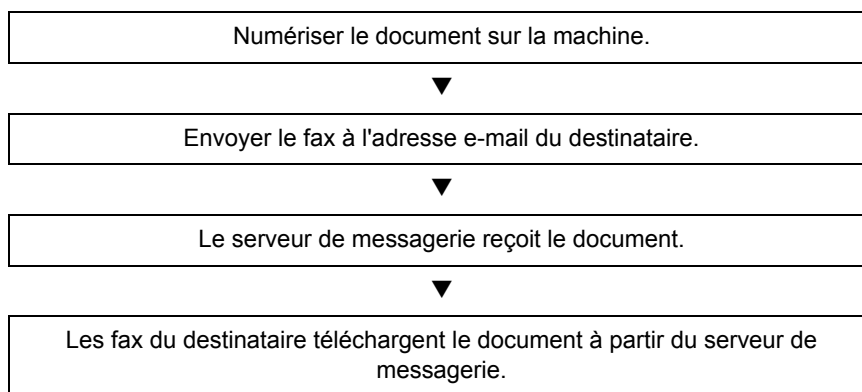 Numériser le document sur la machine.
▼
Envoyer le fax à l'adresse e-mail du destinataire.
▼
Le serveur de messagerie reçoit le document.
▼
Les fax du destinataire téléchargent le document à partir du serveur de
messagerie.